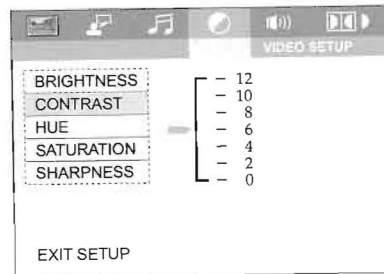 VIDEO SETUP
BRIGHTNESS
CONTRAST
HUE
SATURATION
SHARPNESS
- 12
- 10
- 8
- 6
- 4
- 2
- 0
EXIT SETUP